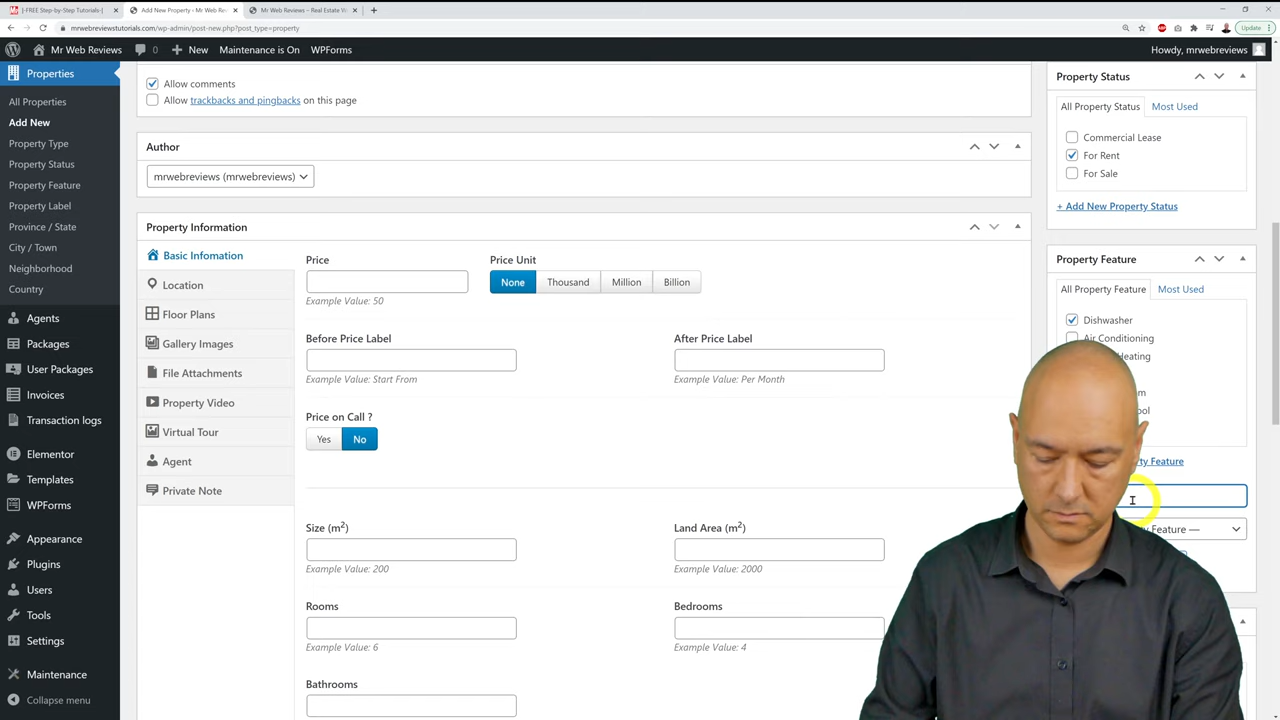 [-FREE Step-by-Step Tutorials-]
Add New Property ‹ Mr Web Rev
Mr Web Reviews – Real Estate W
mrwebreviewstutorials.com/wp-admin/post-new.php?post_type=property
Update
Mr Web Reviews
0
New
Maintenance is On
WPForms
Howdy, mrwebreviews
Properties
All Properties
Add New
Property Type
Property Status
Property Feature
Property Label
Province / State
City / Town
Neighborhood
Country
Agents
Packages
User Packages
Invoices
Transaction logs
Elementor
Templates
WPForms
Appearance
Plugins
Users
Tools
Settings
Maintenance
Collapse menu
Allow comments
Allow trackbacks and pingbacks on this page
Author
mrwebreviews (mrwebreviews)
Property Information
Basic Infomation
Location
Floor Plans
Gallery Images
File Attachments
Property Video
Virtual Tour
Agent
Private Note
Price
Price Unit
None
Thousand
Million
Billion
Example Value: 50
Before Price Label
After Price Label
Example Value: Start From
Example Value: Per Month
Price on Call ?
Yes
No
Size (m²)
Land Area (m²)
Example Value: 200
Example Value: 2000
Rooms
Bedrooms
Example Value: 6
Example Value: 4
Bathrooms
Property Status
All Property Status
Most Used
Commercial Lease
For Rent
For Sale
+ Add New Property Status
Property Feature
All Property Feature
Most Used
Dishwasher
Air Conditioning
Heating
Feature
Feature —